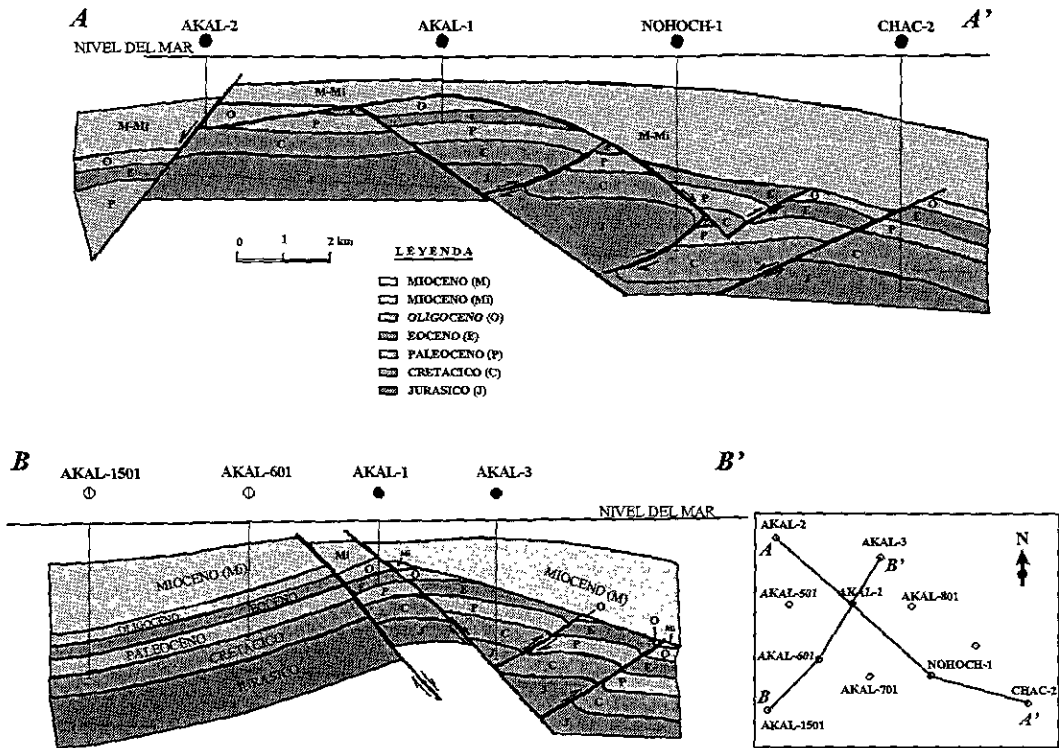 A
AKAL-2
AKAL-1
NOHOCH-1
CHAC-2
A'
NIVEL DEL MAR
M-Mi
O
M-Mi
O
M-Mi
P
E
P
C
E
C
O
E
P
J
LEYENDA
0 1 2 km
MIOCENO (M)
MIOCENO (Mi)
OLIGOCENO (O)
EOCENO (E)
PALEOCENO (P)
CRETACICO (C)
JURASICO (J)
B
AKAL-1501
AKAL-601
AKAL-1
AKAL-3
B'
NIVEL DEL MAR
MIOCENO (Mi)
Mi
MIOCENO (M)
OLIGOCENO
EOCENO
PALEOCENO
CRETACICO
JURASICO
O
P
E
C
J
AKAL-2
A
AKAL-3
B'
N
AKAL-501
AKAL-1
AKAL-801
AKAL-601
NOHOCH-1
AKAL-701
CHAC-2
B
AKAL-1501
A'